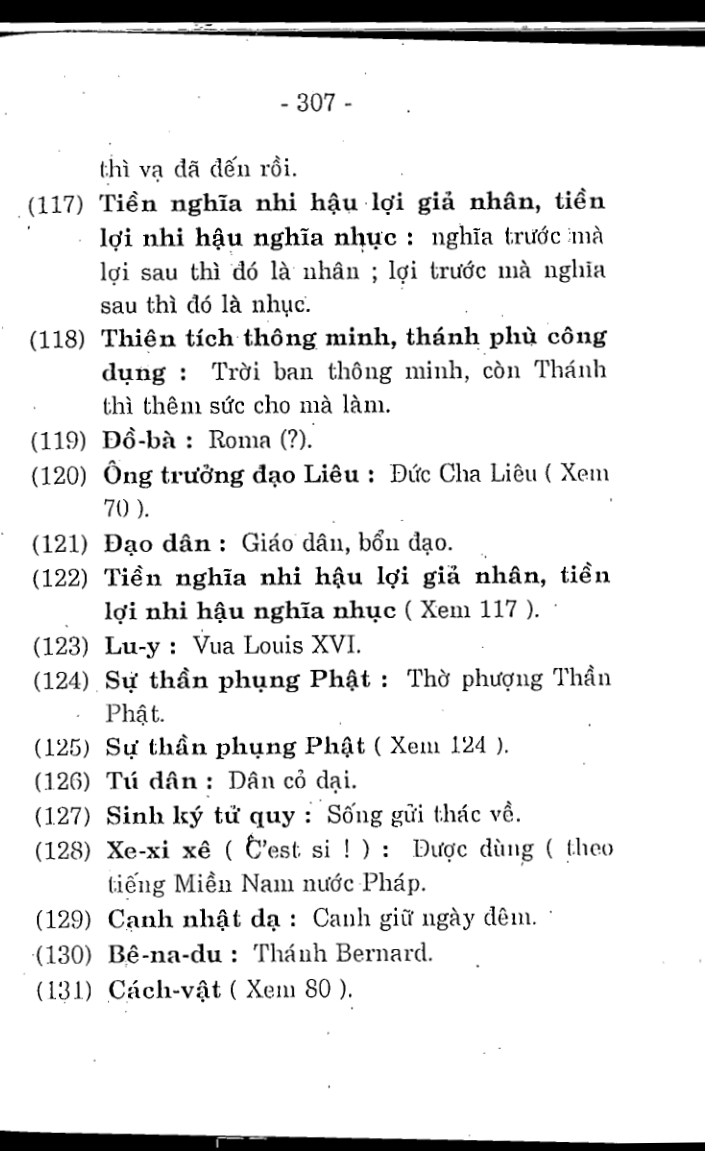 - 307 -
thì vạ đã đến rồi.
(117) Tiền nghĩa nhi hậu lợi giả nhân, tiền
lợi nhi hậu nghĩa nhục : nghĩa trước mà
lợi sau thì đó là nhân ; lợi trước mà nghĩa
sau thì đó là nhục.
(118) Thiên tích thông minh, thánh phù công
dụng : Trời ban thông minh, còn Thánh
thì thêm sức cho mà làm.
(119) Đồ-bà : Roma (?).
(120) Ông trưởng đạo Liêu : Đức Cha Liêu ( Xem
70 ).
(121) Đạo dân : Giáo dân, bổn đạo.
(122) Tiền nghĩa nhi hậu lợi giả nhân, tiền
lợi nhi hậu nghĩa nhục ( Xem 117 ).
(123) Lu-y : Vua Louis XVI.
(124) Sự thần phụng Phật : Thờ phượng Thần
Phật.
(125) Sự thần phụng Phật ( Xem 124 ).
(126) Tú dân : Dân cỏ dại.
(127) Sinh ký tử quy : Sống gửi thác về.
(128) Xe-xi xê ( C'est si ! ) : Được dùng ( theo
tiếng Miền Nam nước Pháp.
(129) Cạnh nhật dạ : Canh giữ ngày đêm.
(130) Bê-na-du : Thánh Bernard.
(131) Cách-vật ( Xem 80 ).